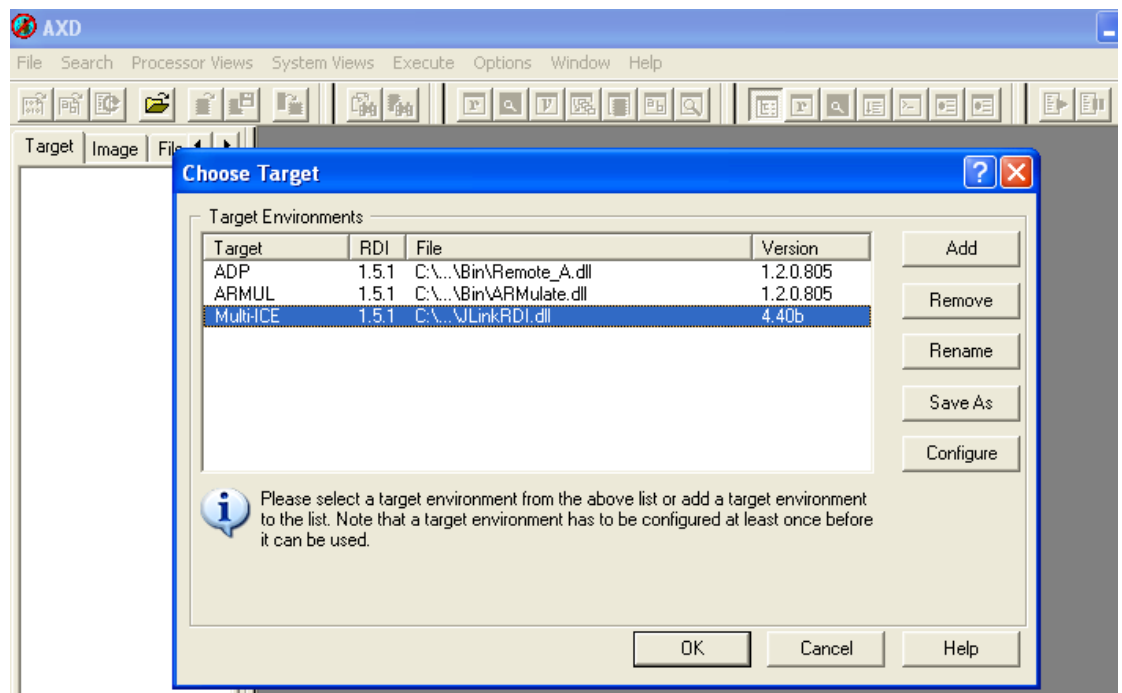 AXD
File Search Processor Views System Views Execute Options Window Help
Target Image
Choose Target
Target Environments
Target RDI File Version
ADP 1.5.1 C:\...\Bin\Remote_A.dll 1.2.0.805
ARMUL 1.5.1 C:\...\Bin\ARMulate.dll 1.2.0.805
Multi-ICE 1.5.1 C:\...\JLinkRDI.dll 4.40b
Add
Remove
Rename
Save As
Configure
Please select a target environment from the above list or add a target environment
to the list. Note that a target environment has to be configured at least once before
it can be used.
OK Cancel Help